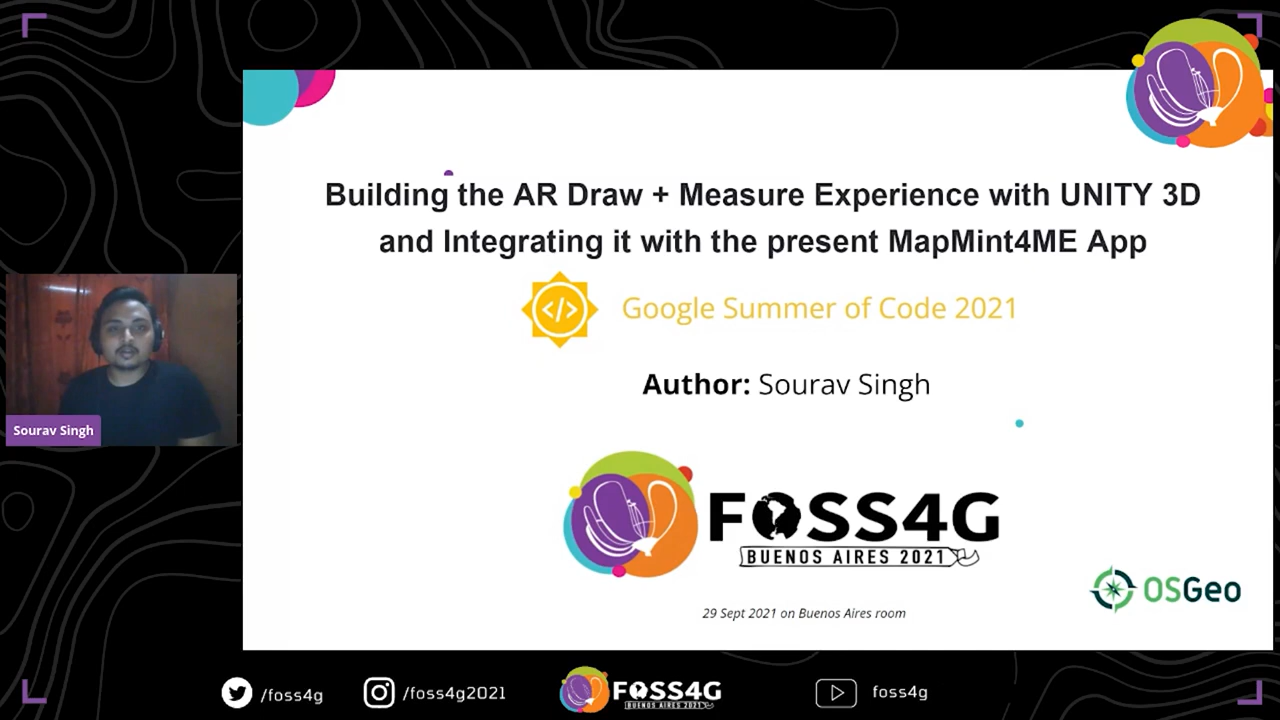 Building the AR Draw + Measure Experience with UNITY 3D
and Integrating it with the present MapMint4ME App
</>
Google Summer of Code 2021
Author: Sourav Singh
Sourav Singh
FOSS4G
BUENOS AIRES 2021
OSGeo
29 Sept 2021 on Buenos Aires room
/foss4g
/foss4g2021
FOSS4G
BUENOS AIRES 2021
foss4g